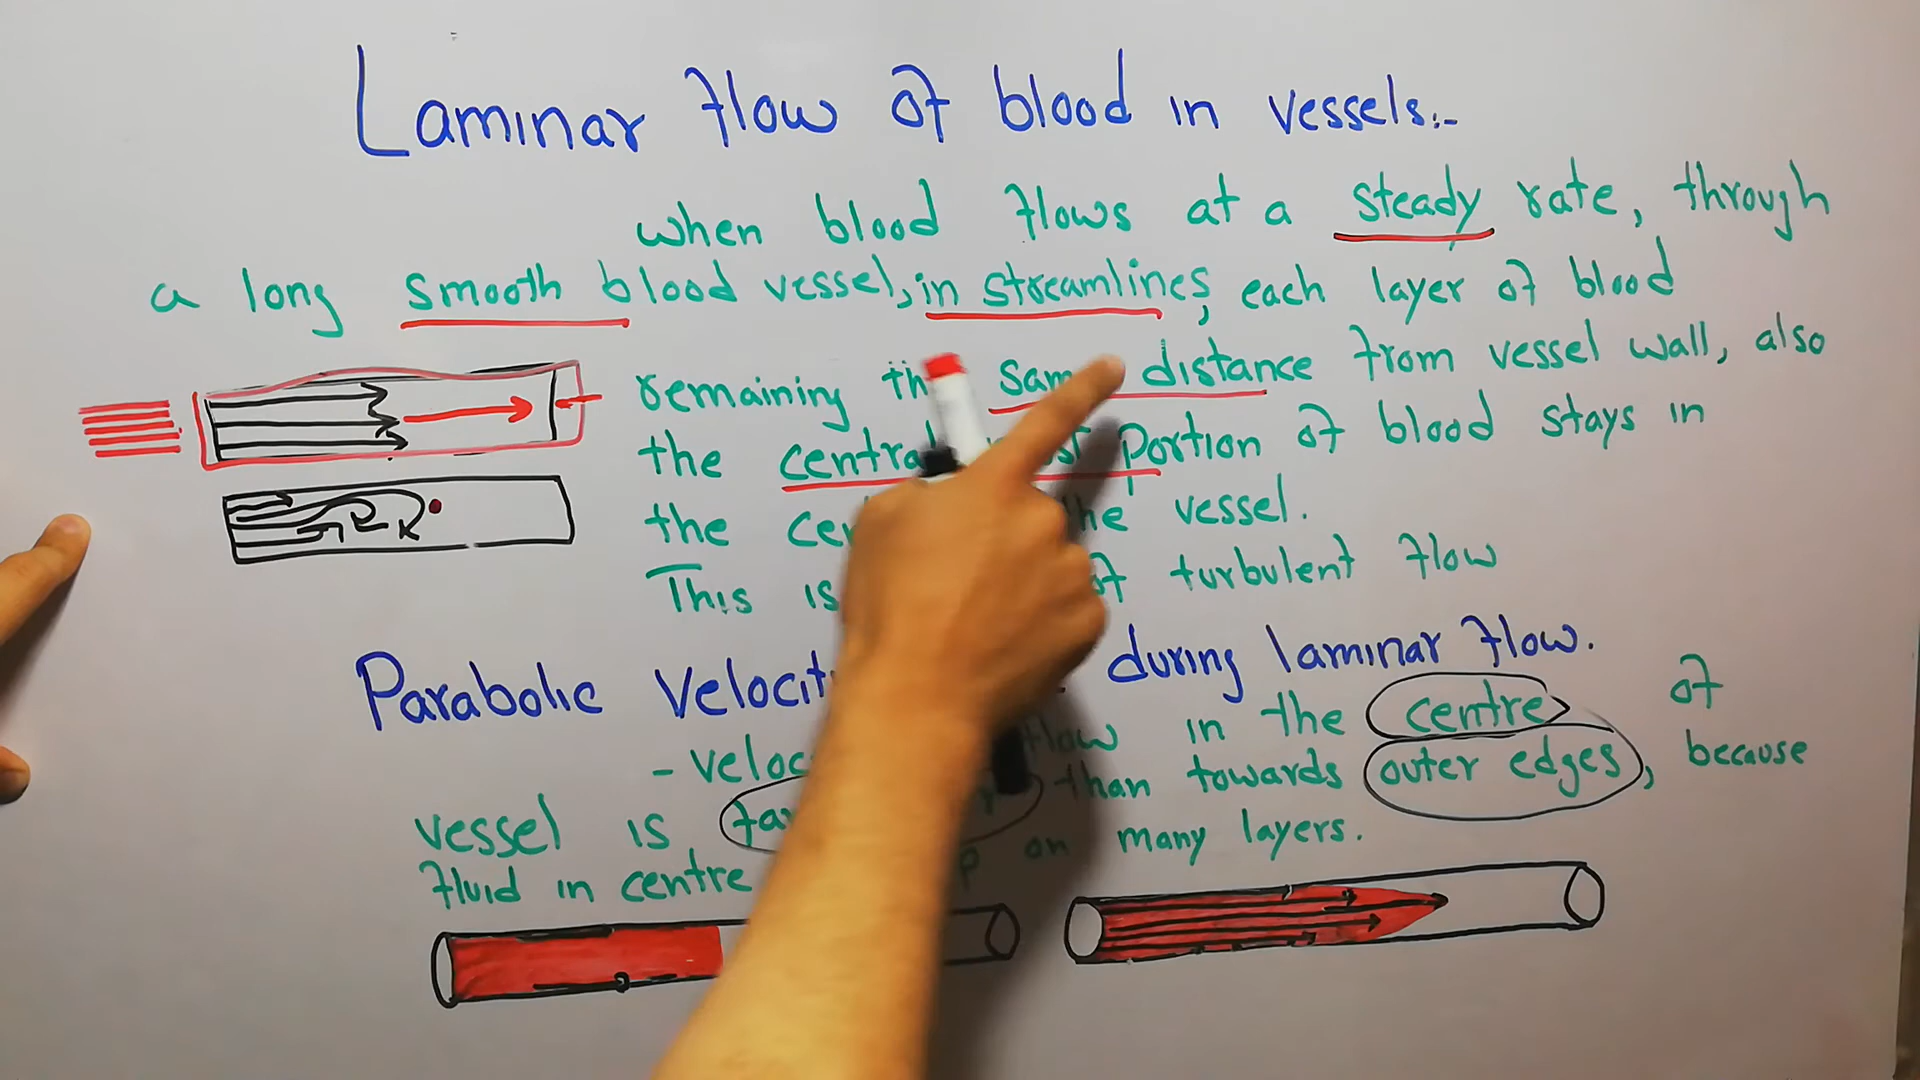 Laminar flow of blood in vessels:-
when blood flows at a steady rate, through
a long smooth blood vessel, in streamlines, each layer of blood
remaining distance from vessel wall, also
the portion of blood stays in
the the vessel.
This is of turbulent flow
Parabolic during laminar flow.
- flow in the centre of
vessel is than towards outer edges, because
fluid in centre on many layers.